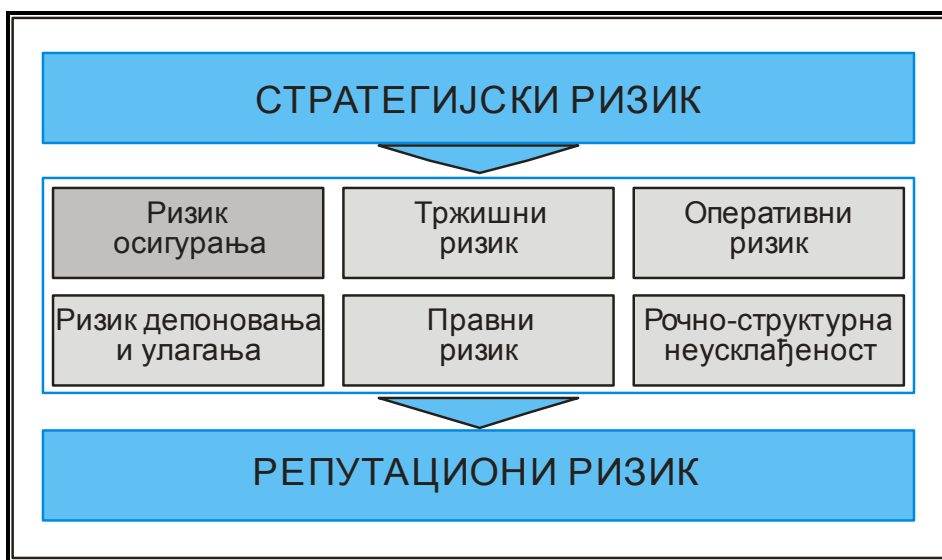 СТРАТЕГИЈСКИ РИЗИК
Ризик
осигурања
Тржишни
ризик
Оперативни
ризик
Ризик депоновања
и улагања
Правни
ризик
Рочно-структурна
неусклађеност
РЕПУТАЦИОНИ РИЗИК